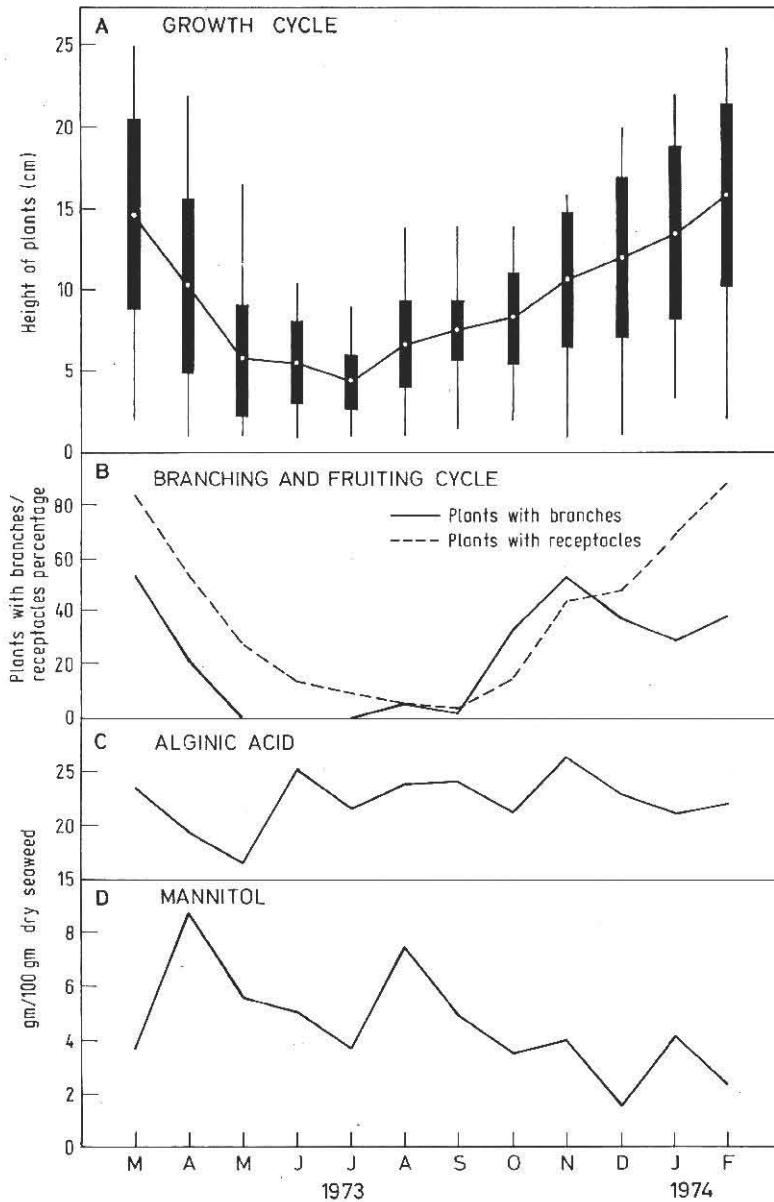 A GROWTH CYCLE
25
20
15
10
5
0
Height of plants (cm)
B BRANCHING AND FRUITING CYCLE
Plants with branches
Plants with receptacles
80
60
40
20
0
Plants with branches/
receptacles percentage
C ALGINIC ACID
25
20
15
D MANNITOL
8
6
4
2
0
gm/100 gm dry seaweed
M A M J J A S O N D J F
1973 1974